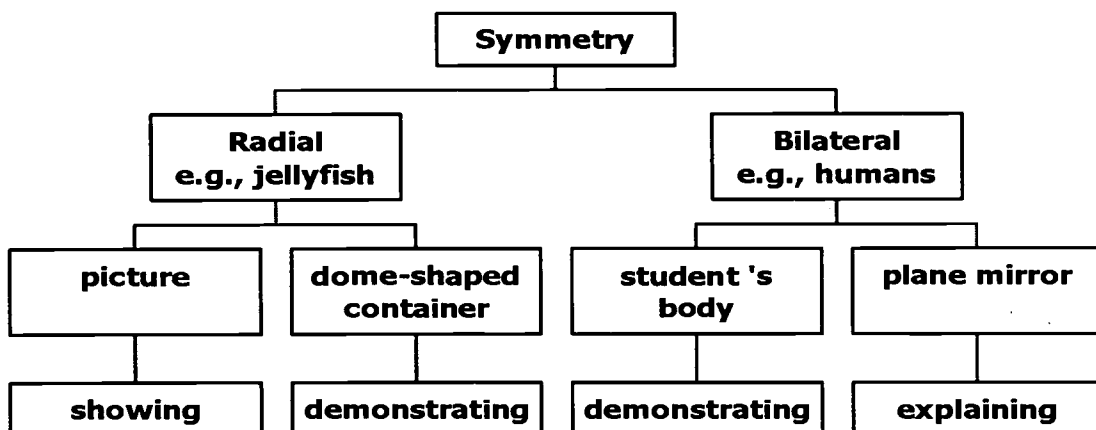 Symmetry
Radial
e.g., jellyfish
Bilateral
e.g., humans
picture
dome-shaped
container
student 's
body
plane mirror
showing
demonstrating
demonstrating
explaining